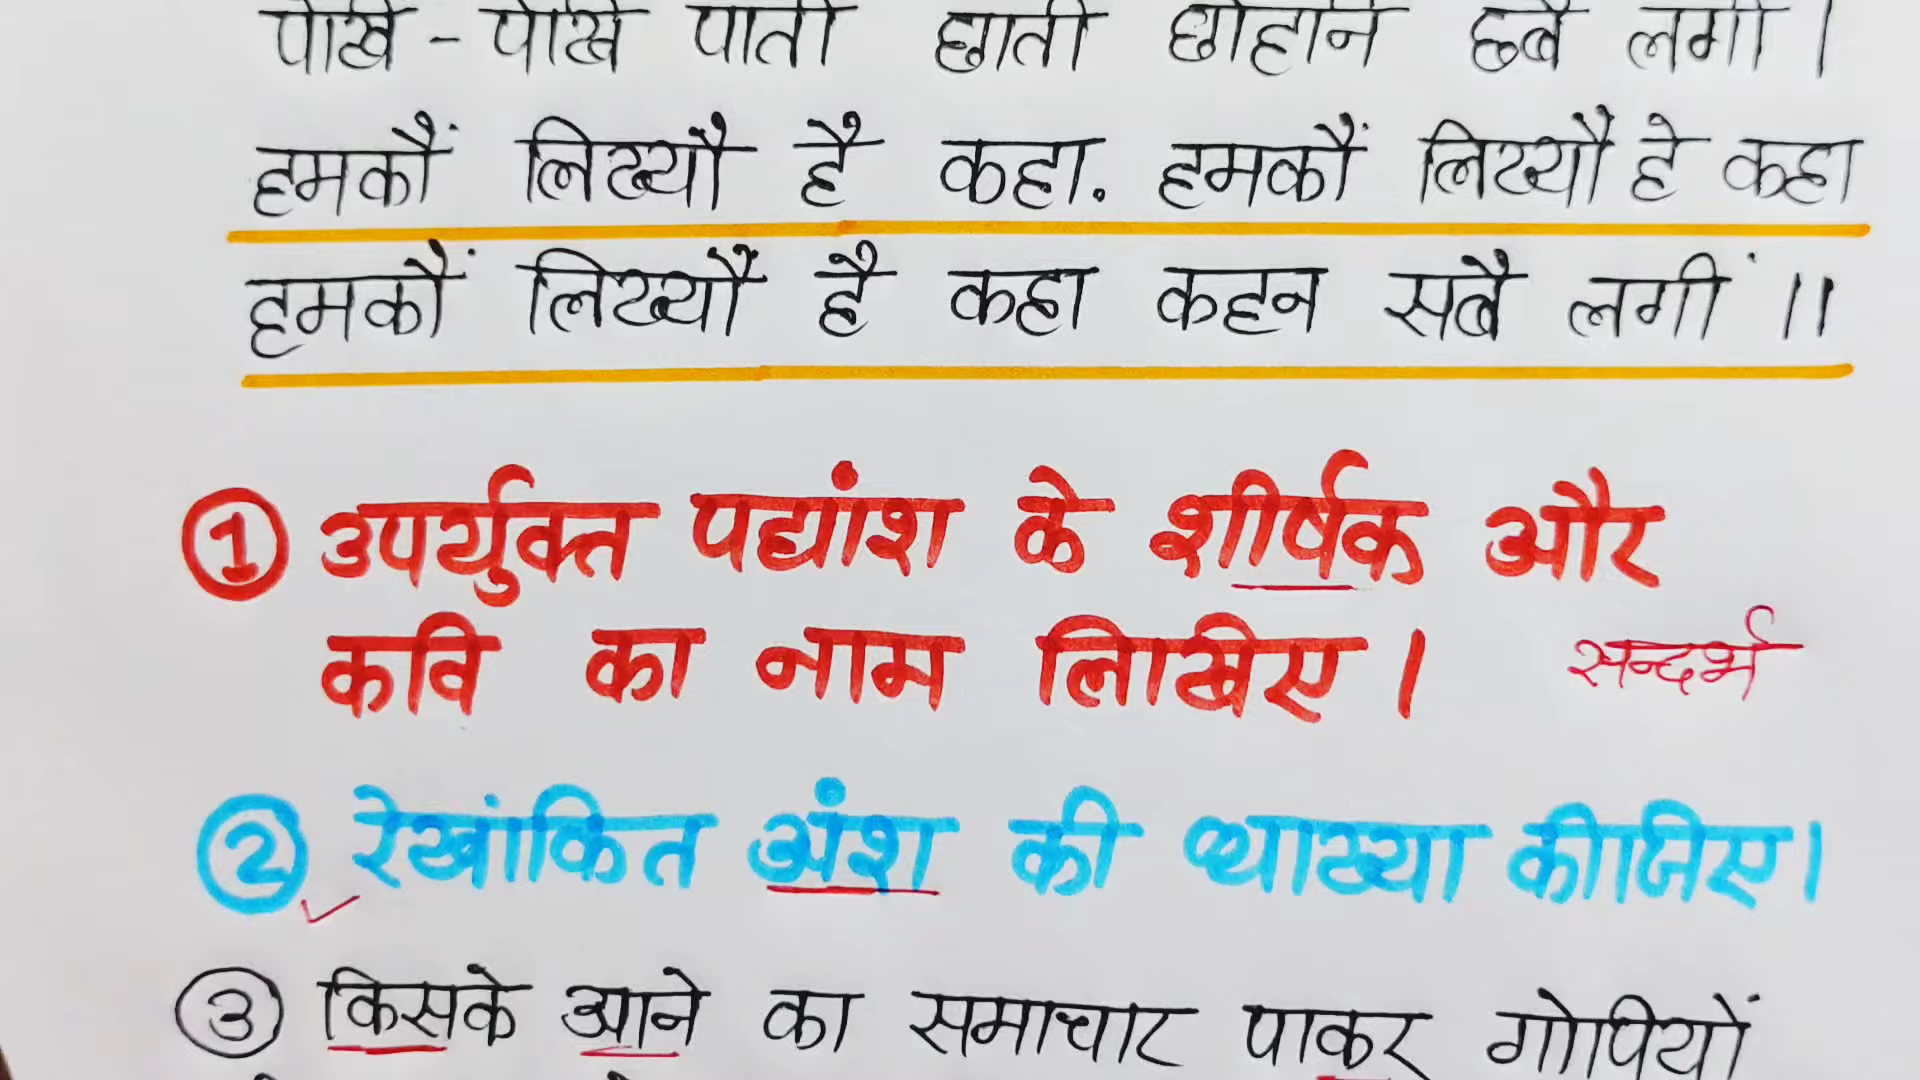 पेखि - पेखि पाती छाती छोहनि छबै लगीं।
हमकौं लिख्यौ है कहा. हमकौं लिख्यौ हे कहा
हमकौं लिख्यौ है कहा कहन सबै लगीं ॥
① उपर्युक्त पद्यांश के शीर्षक और
कवि का नाम लिखिए।
सन्दर्भ
② रेखांकित अंश की व्याख्या कीजिए।
③ किसके आने का समाचार पाकर गोपियों